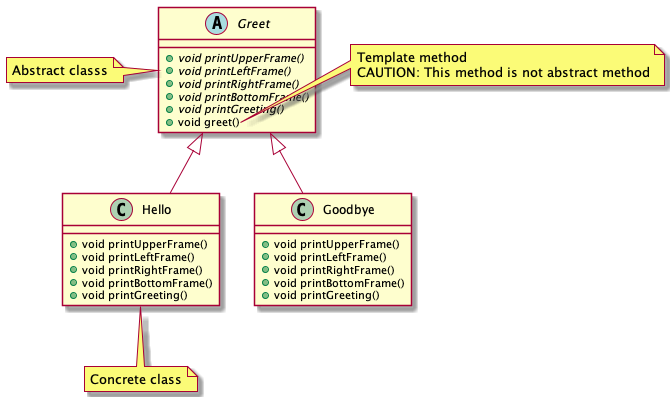 A Greet
void printUpperFrame()
void printLeftFrame()
void printRightFrame()
void printBottomFrame()
void printGreeting()
void greet()
Abstract classs
Template method
CAUTION: This method is not abstract method
C Hello
void printUpperFrame()
void printLeftFrame()
void printRightFrame()
void printBottomFrame()
void printGreeting()
C Goodbye
void printUpperFrame()
void printLeftFrame()
void printRightFrame()
void printBottomFrame()
void printGreeting()
Concrete class